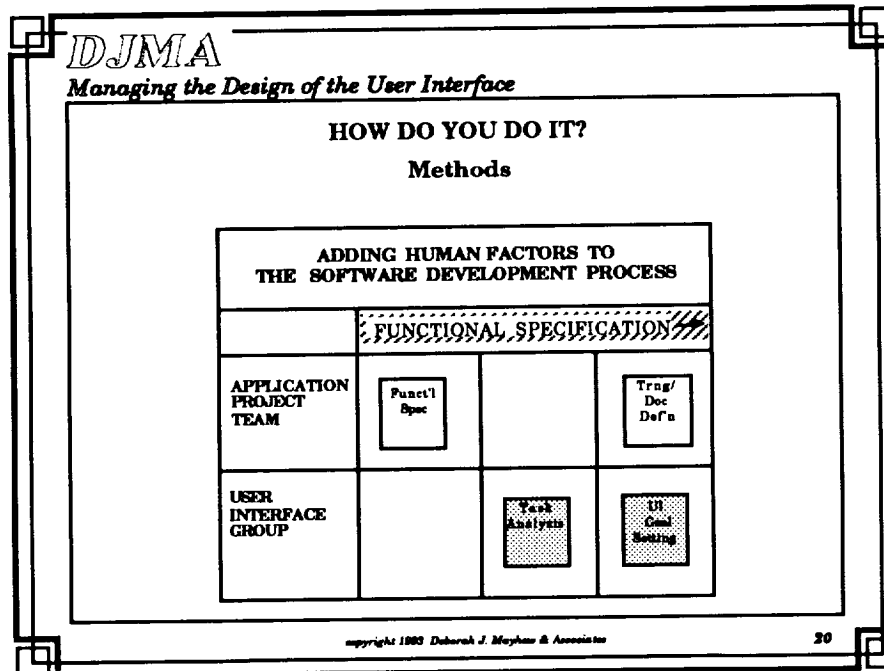 DJMA
Managing the Design of the User Interface
HOW DO YOU DO IT?
Methods
ADDING HUMAN FACTORS TO
THE SOFTWARE DEVELOPMENT PROCESS
FUNCTIONAL SPECIFICATION
APPLICATION
PROJECT
TEAM
Funct'l
Spec
Trng/
Doc
Def'n
USER
INTERFACE
GROUP
Task
Analysis
UI
Goal
Setting
copyright 1993 Deborah J. Mayhew & Associates
20